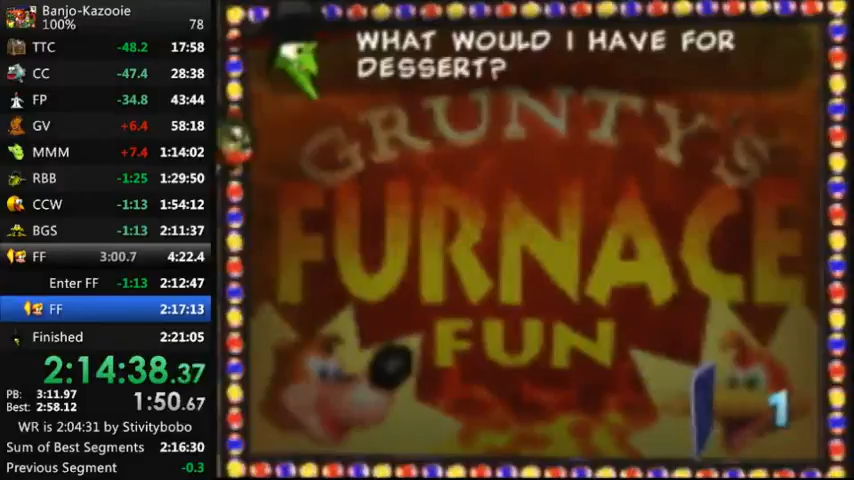 Banjo-Kazooie
100% 78
TTC -48.2 17:58
CC -47.4 28:38
FP -34.8 43:44
GV +6.4 58:18
MMM +7.4 1:14:02
RBB -1:25 1:29:50
CCW -1:13 1:54:12
BGS -1:13 2:11:37
FF 3:00.7 4:22.4
Enter FF -1:13 2:12:47
FF 2:17:13
Finished 2:21:05
2:14:38.37
PB: 3:11.97
Best: 2:58.12
1:50.67
WR is 2:04:31 by Stivitybobo
Sum of Best Segments 2:16:30
Previous Segment -0.3
WHAT WOULD I HAVE FOR
DESSERT?
GRUNTY'S
FURNACE
FUN
1